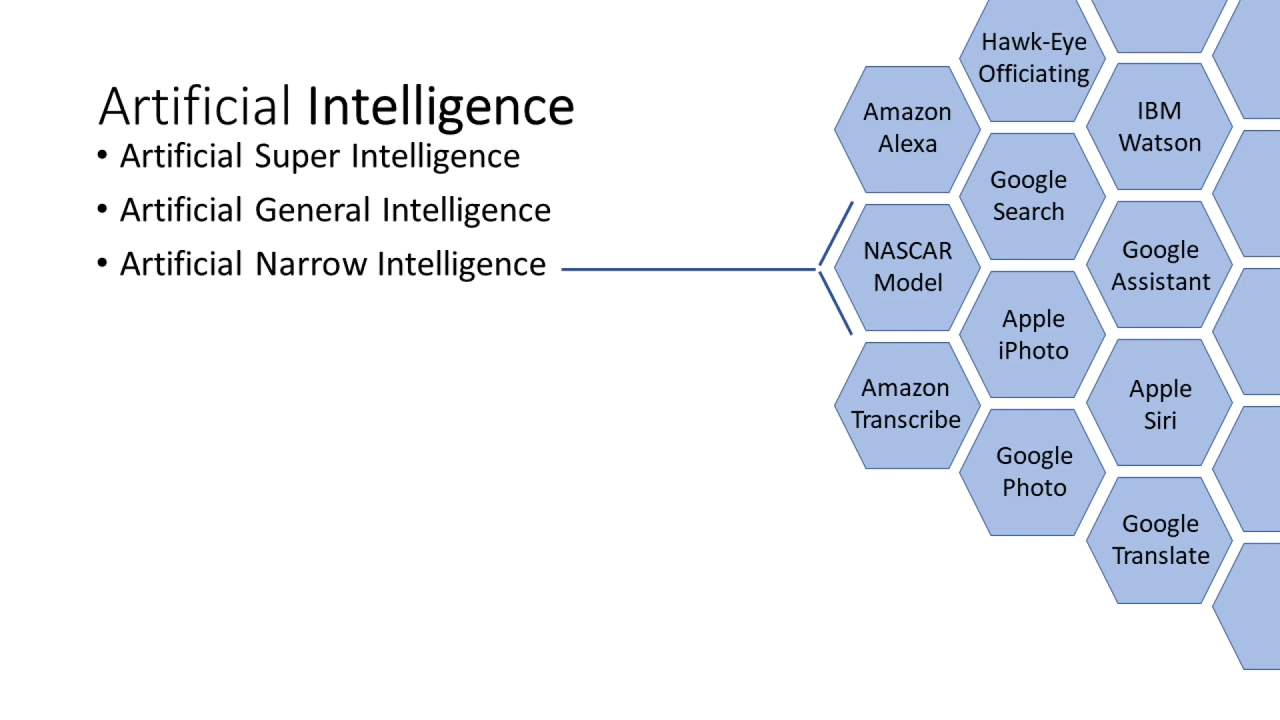 Artificial Intelligence
• Artificial Super Intelligence
• Artificial General Intelligence
• Artificial Narrow Intelligence
Amazon
Alexa
NASCAR
Model
Amazon
Transcribe
Hawk-Eye
Officiating
Google
Search
Apple
iPhoto
Google
Photo
IBM
Watson
Google
Assistant
Apple
Siri
Google
Translate